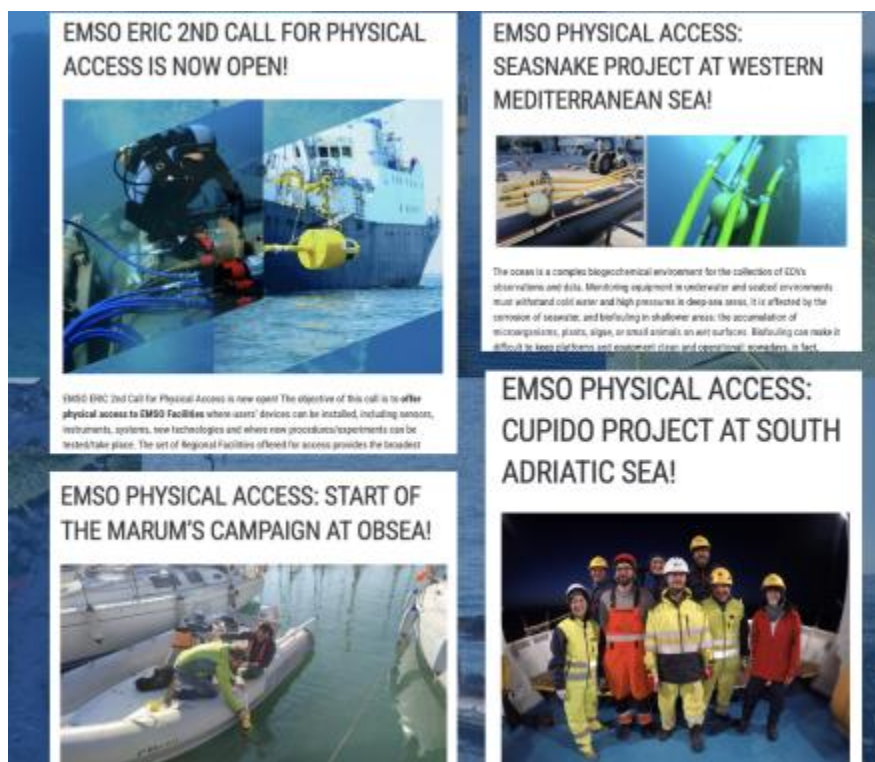 EMSO ERIC 2ND CALL FOR PHYSICAL
ACCESS IS NOW OPEN!
EMSO ERIC 2nd Call for Physical Access is now open! The objective of this call is to offer
physical access to EMSO Facilities where users' devices can be installed, including sensors,
instruments, systems, new technologies and where new procedures/experiments can be
tested/take place. The set of Regional Facilities offered for access provides the broadest
EMSO PHYSICAL ACCESS: START OF
THE MARUM'S CAMPAIGN AT OBSEA!
EMSO PHYSICAL ACCESS:
SEASNAKE PROJECT AT WESTERN
MEDITERRANEAN SEA!
The ocean is a complex biogeochemical environment for the collection of EOVs
observations and data. Monitoring equipment in underwater and seabed environments
must withstand cold water and high pressures in deep-sea areas, it is affected by the
corrosion of seawater, and biofouling in shallower areas: the accumulation of
microorganisms, plants, algae, or small animals on wet surfaces. Biofouling can make it
difficult to keep platforms and equipment clean and operational: nowadays, in fact,
EMSO PHYSICAL ACCESS:
CUPIDO PROJECT AT SOUTH
ADRIATIC SEA!